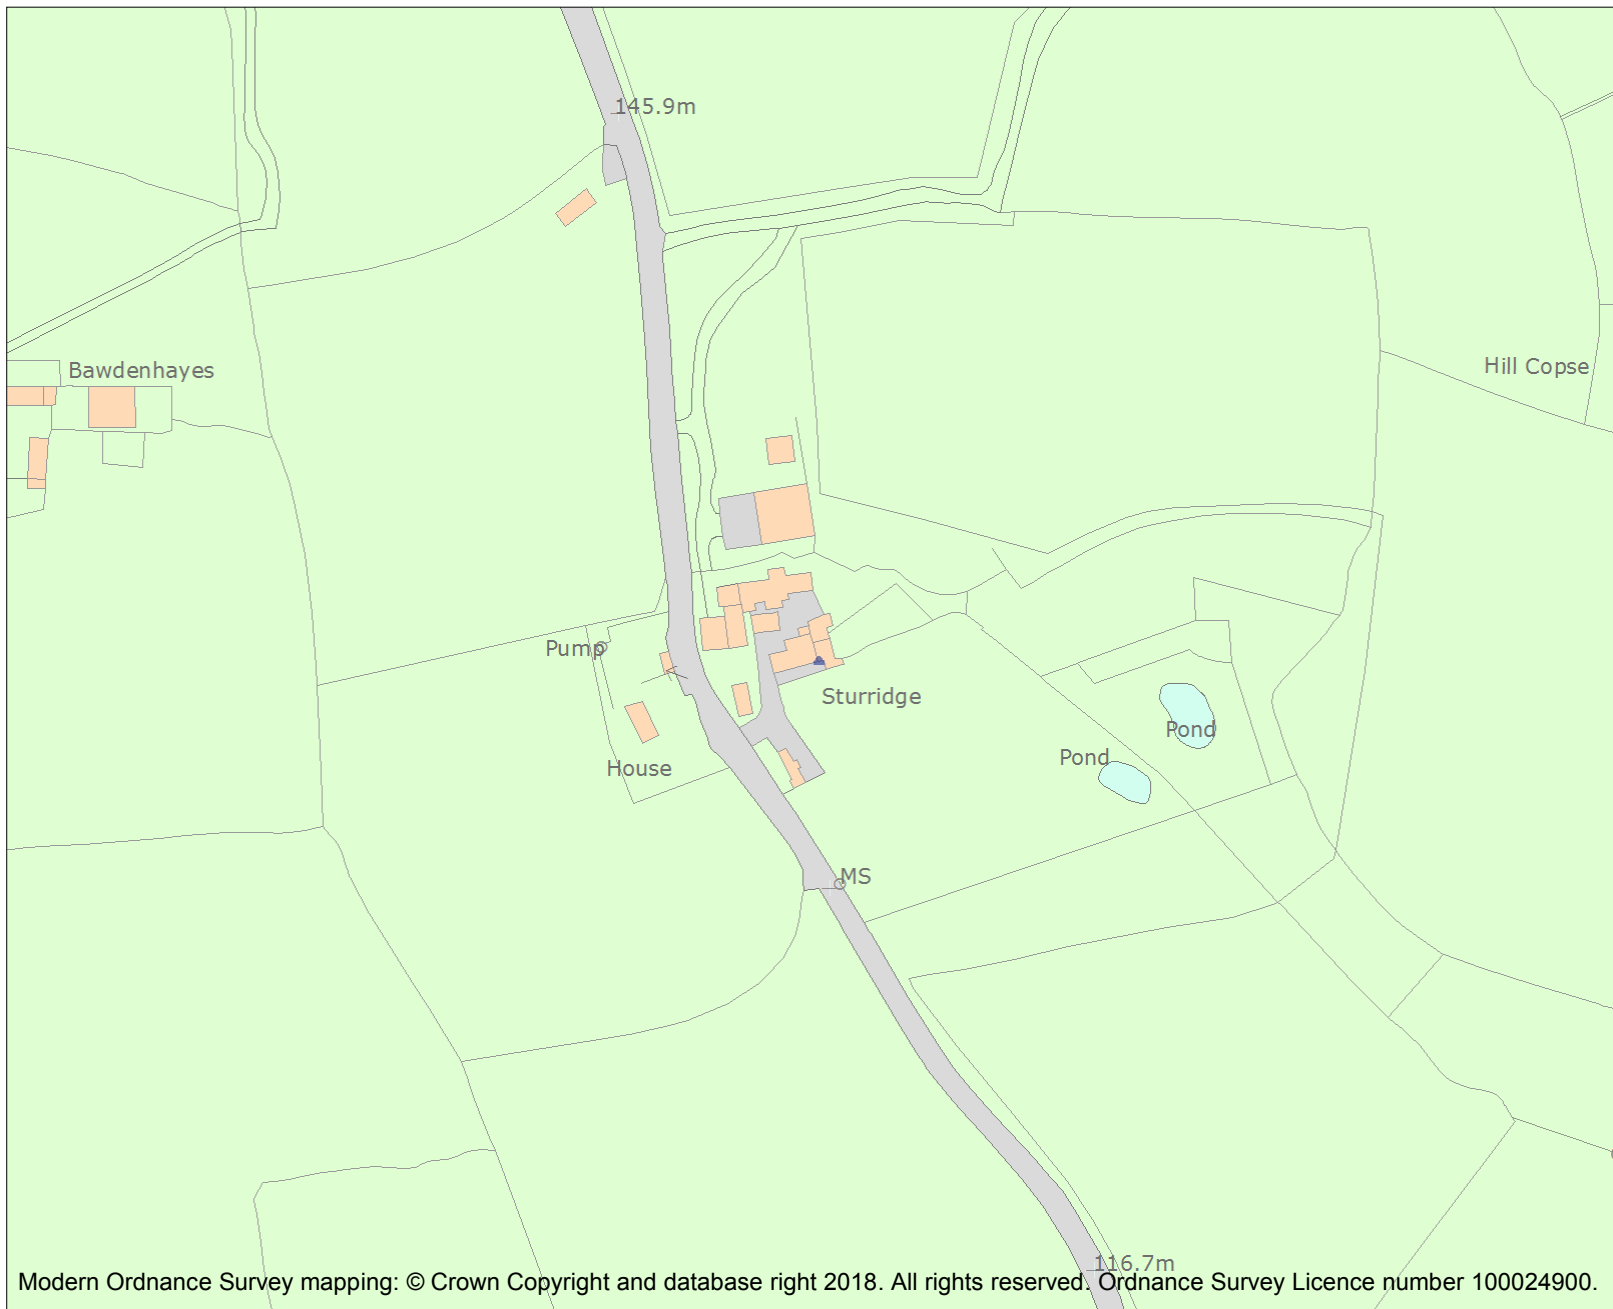 145.9m
Bawdenhayes
Hill Copse
Pump
Sturridge
Pond
Pond
House
MS
116.7m
Modern Ordnance Survey mapping: © Crown Copyright and database right 2018. All rights reserved. Ordnance Survey Licence number 100024900.